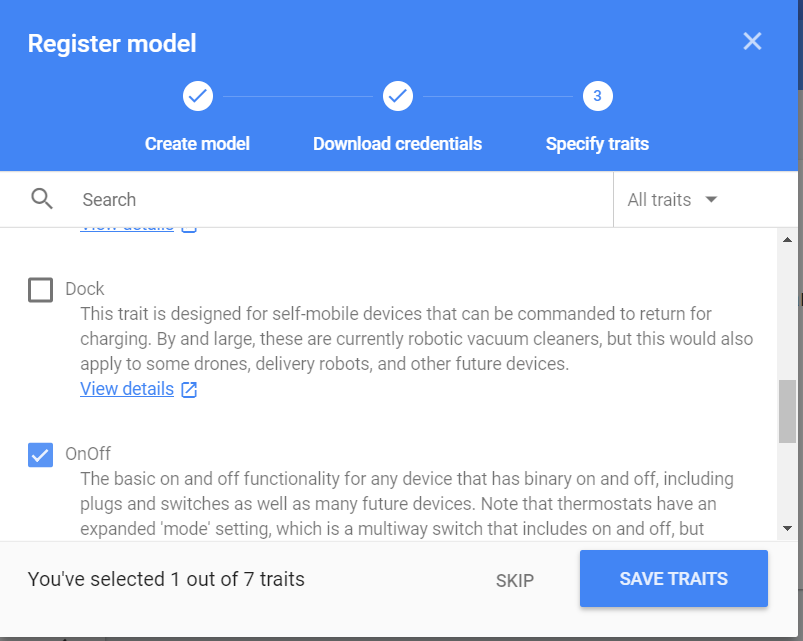 Register model
3
Create model
Download credentials
Specify traits
Search
All traits
View details
Dock
This trait is designed for self-mobile devices that can be commanded to return for
charging. By and large, these are currently robotic vacuum cleaners, but this would also
apply to some drones, delivery robots, and other future devices.
View details
OnOff
The basic on and off functionality for any device that has binary on and off, including
plugs and switches as well as many future devices. Note that thermostats have an
expanded 'mode' setting, which is a multiway switch that includes on and off, but
You've selected 1 out of 7 traits
SKIP
SAVE TRAITS